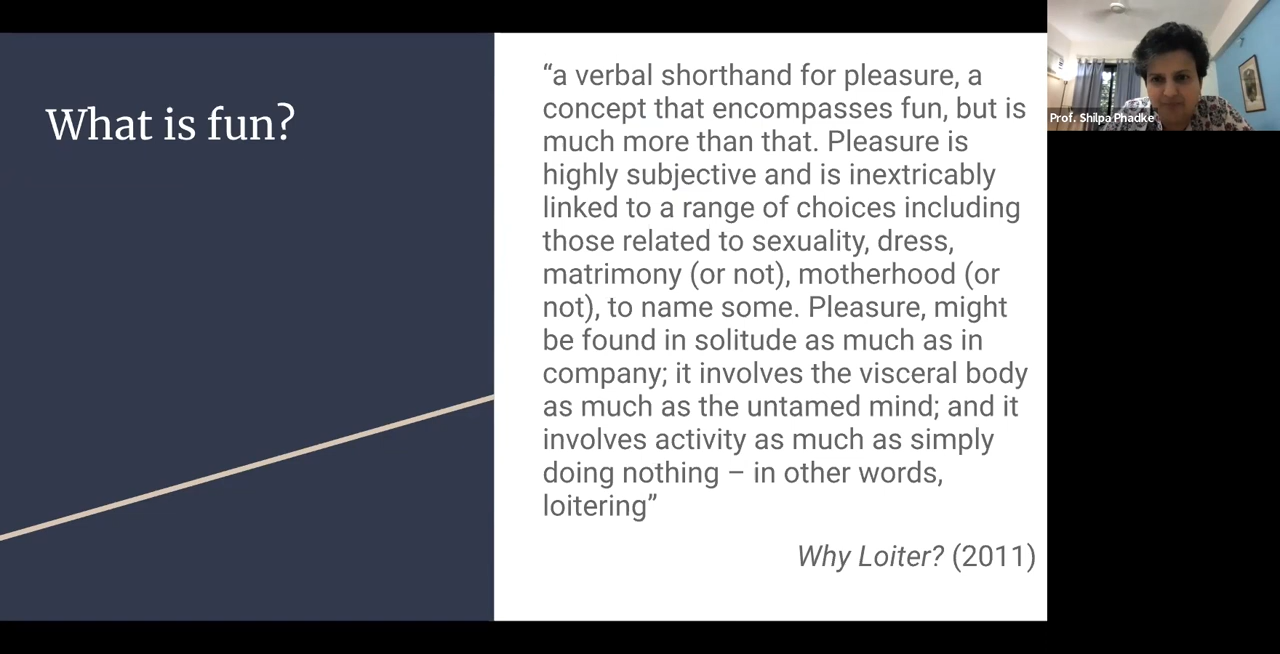 What is fun?
“a verbal shorthand for pleasure, a
concept that encompasses fun, but is
much more than that. Pleasure is
highly subjective and is inextricably
linked to a range of choices including
those related to sexuality, dress,
matrimony (or not), motherhood (or
not), to name some. Pleasure, might
be found in solitude as much as in
company; it involves the visceral body
as much as the untamed mind; and it
involves activity as much as simply
doing nothing – in other words,
loitering”
Why Loiter? (2011)
Prof. Shilpa Phadke